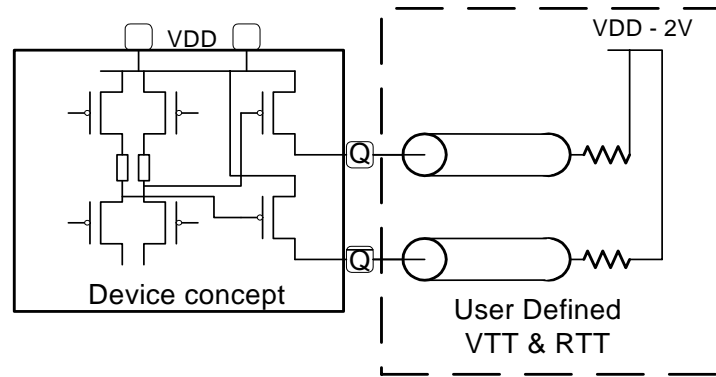 VDD
VDD - 2V
Q
Q̅
Device concept
User Defined
VTT & RTT